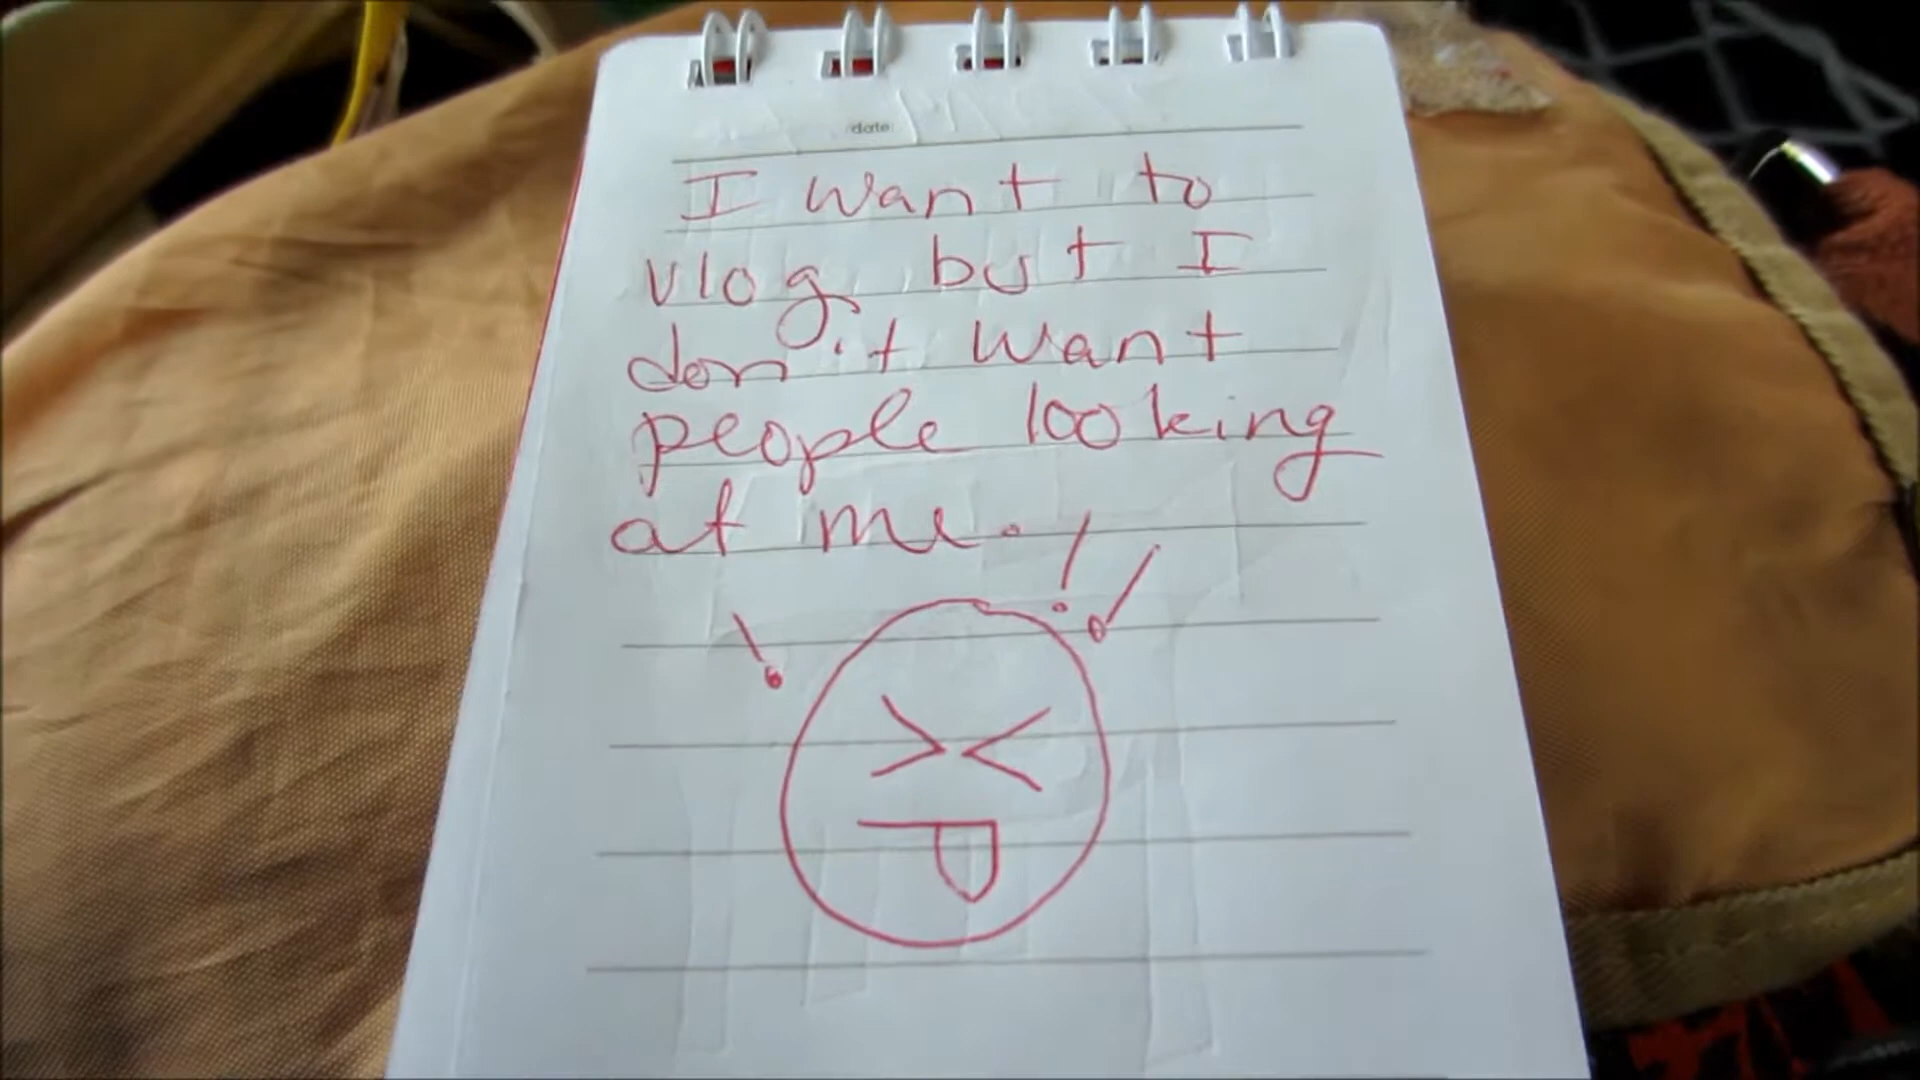 date:
I want to
vlog, but I
don't want
people looking
at me.